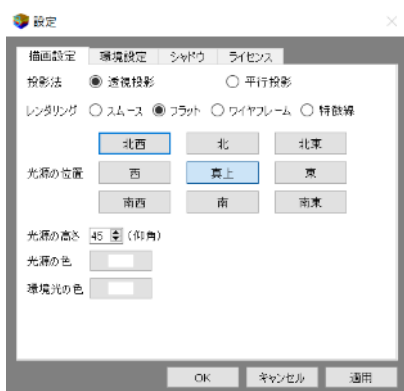 設定
描画設定 環境設定 シャドウ ライセンス
投影法 透視投影 平行投影
レンダリング スムース フラット ワイヤフレーム 特徴線
北西 北 北東
光源の位置 西 真上 東
南西 南 南東
光源の高さ 45 (仰角)
光源の色
環境光の色
OK キャンセル 適用